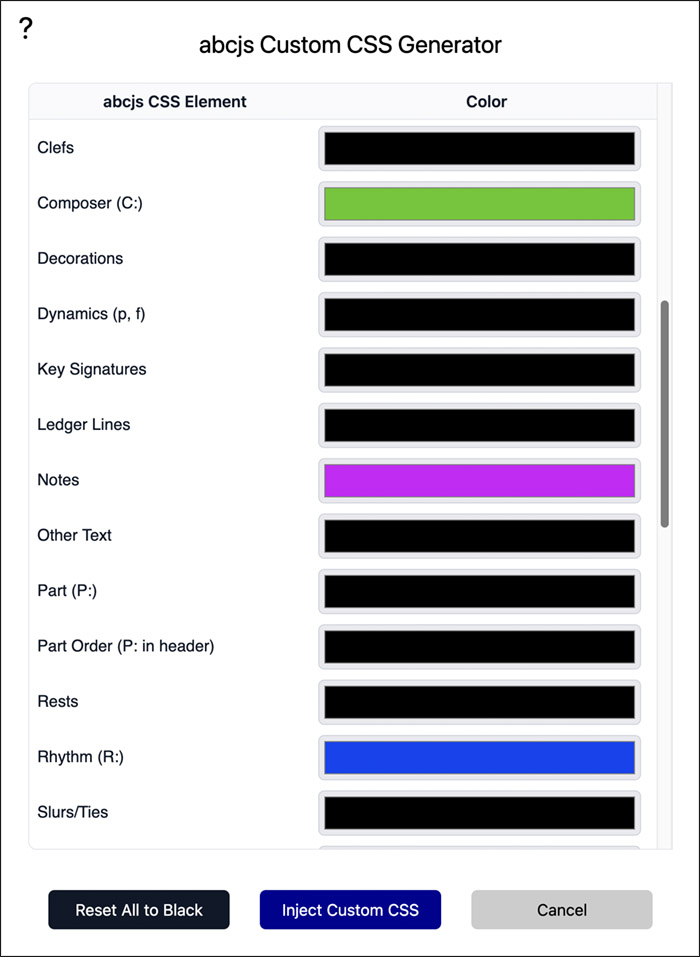 ?
abcjs Custom CSS Generator
abcjs CSS Element Color
Clefs
Composer (C:)
Decorations
Dynamics (p, f)
Key Signatures
Ledger Lines
Notes
Other Text
Part (P:)
Part Order (P: in header)
Rests
Rhythm (R:)
Slurs/Ties
Reset All to Black Inject Custom CSS Cancel